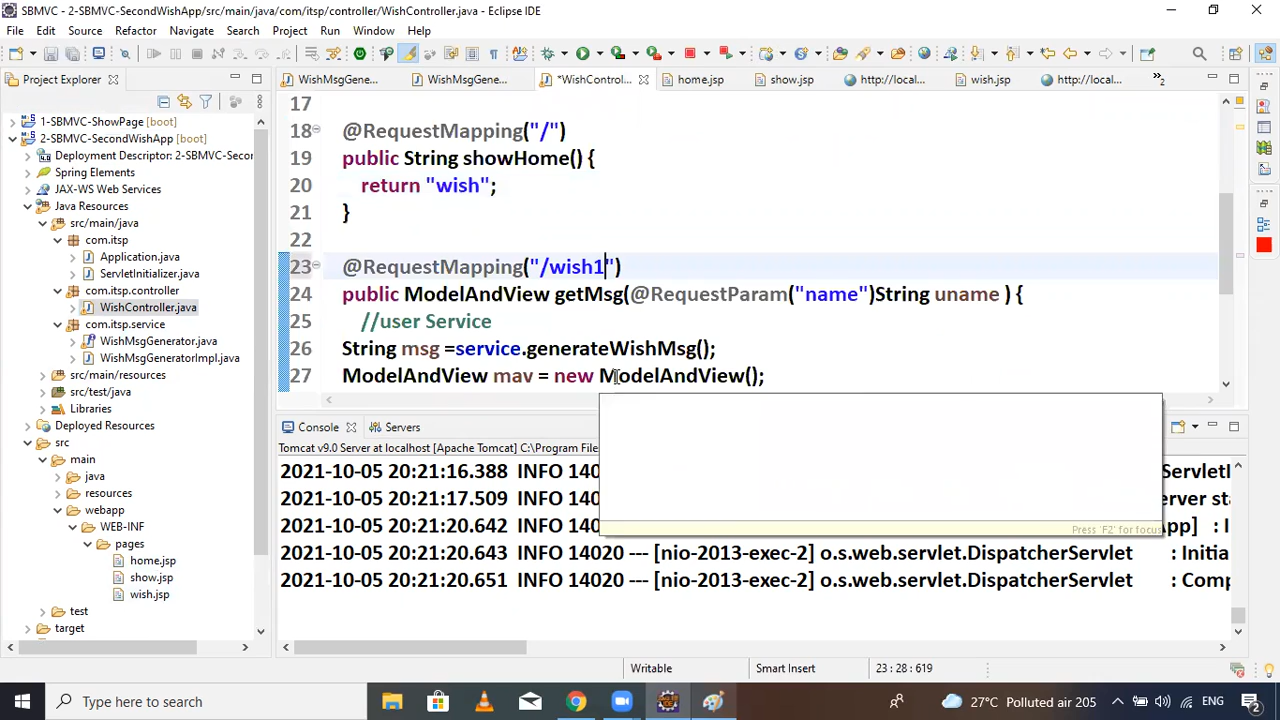 SBMVC - 2-SBMVC-SecondWishApp/src/main/java/com/itsp/controller/WishController.java - Eclipse IDE
File Edit Source Refactor Navigate Search Project Run Window Help
Project Explorer
1-SBMVC-ShowPage [boot]
2-SBMVC-SecondWishApp [boot]
Deployment Descriptor: 2-SBMVC-Secor
Spring Elements
JAX-WS Web Services
Java Resources
src/main/java
com.itsp
Application.java
ServletInitializer.java
com.itsp.controller
WishController.java
com.itsp.service
WishMsgGenerator.java
WishMsgGeneratorImpl.java
src/main/resources
src/test/java
Libraries
Deployed Resources
src
main
java
resources
webapp
WEB-INF
pages
home.jsp
show.jsp
wish.jsp
test
target
WishMsgGene... WishMsgGene... *WishContro... home.jsp show.jsp http://local... wish.jsp http://local... »2
17
18 @RequestMapping("/")
19 public String showHome() {
20 return "wish";
21 }
22
23 @RequestMapping("/wish1")
24 public ModelAndView getMsg(@RequestParam("name")String uname ) {
25 //user Service
26 String msg =service.generateWishMsg();
27 ModelAndView mav = new ModelAndView();
Press 'F2' for focus
Console Servers
Tomcat v9.0 Server at localhost [Apache Tomcat] C:\Program Files
2021-10-05 20:21:16.388 INFO 140
2021-10-05 20:21:17.509 INFO 140
2021-10-05 20:21:20.642 INFO 140
2021-10-05 20:21:20.643 INFO 14020 --- [nio-2013-exec-2] o.s.web.servlet.DispatcherServlet : Initia
2021-10-05 20:21:20.651 INFO 14020 --- [nio-2013-exec-2] o.s.web.servlet.DispatcherServlet : Comp
Writable Smart Insert 23 : 28 : 619
Type here to search
27°C Polluted air 205
ENG
2